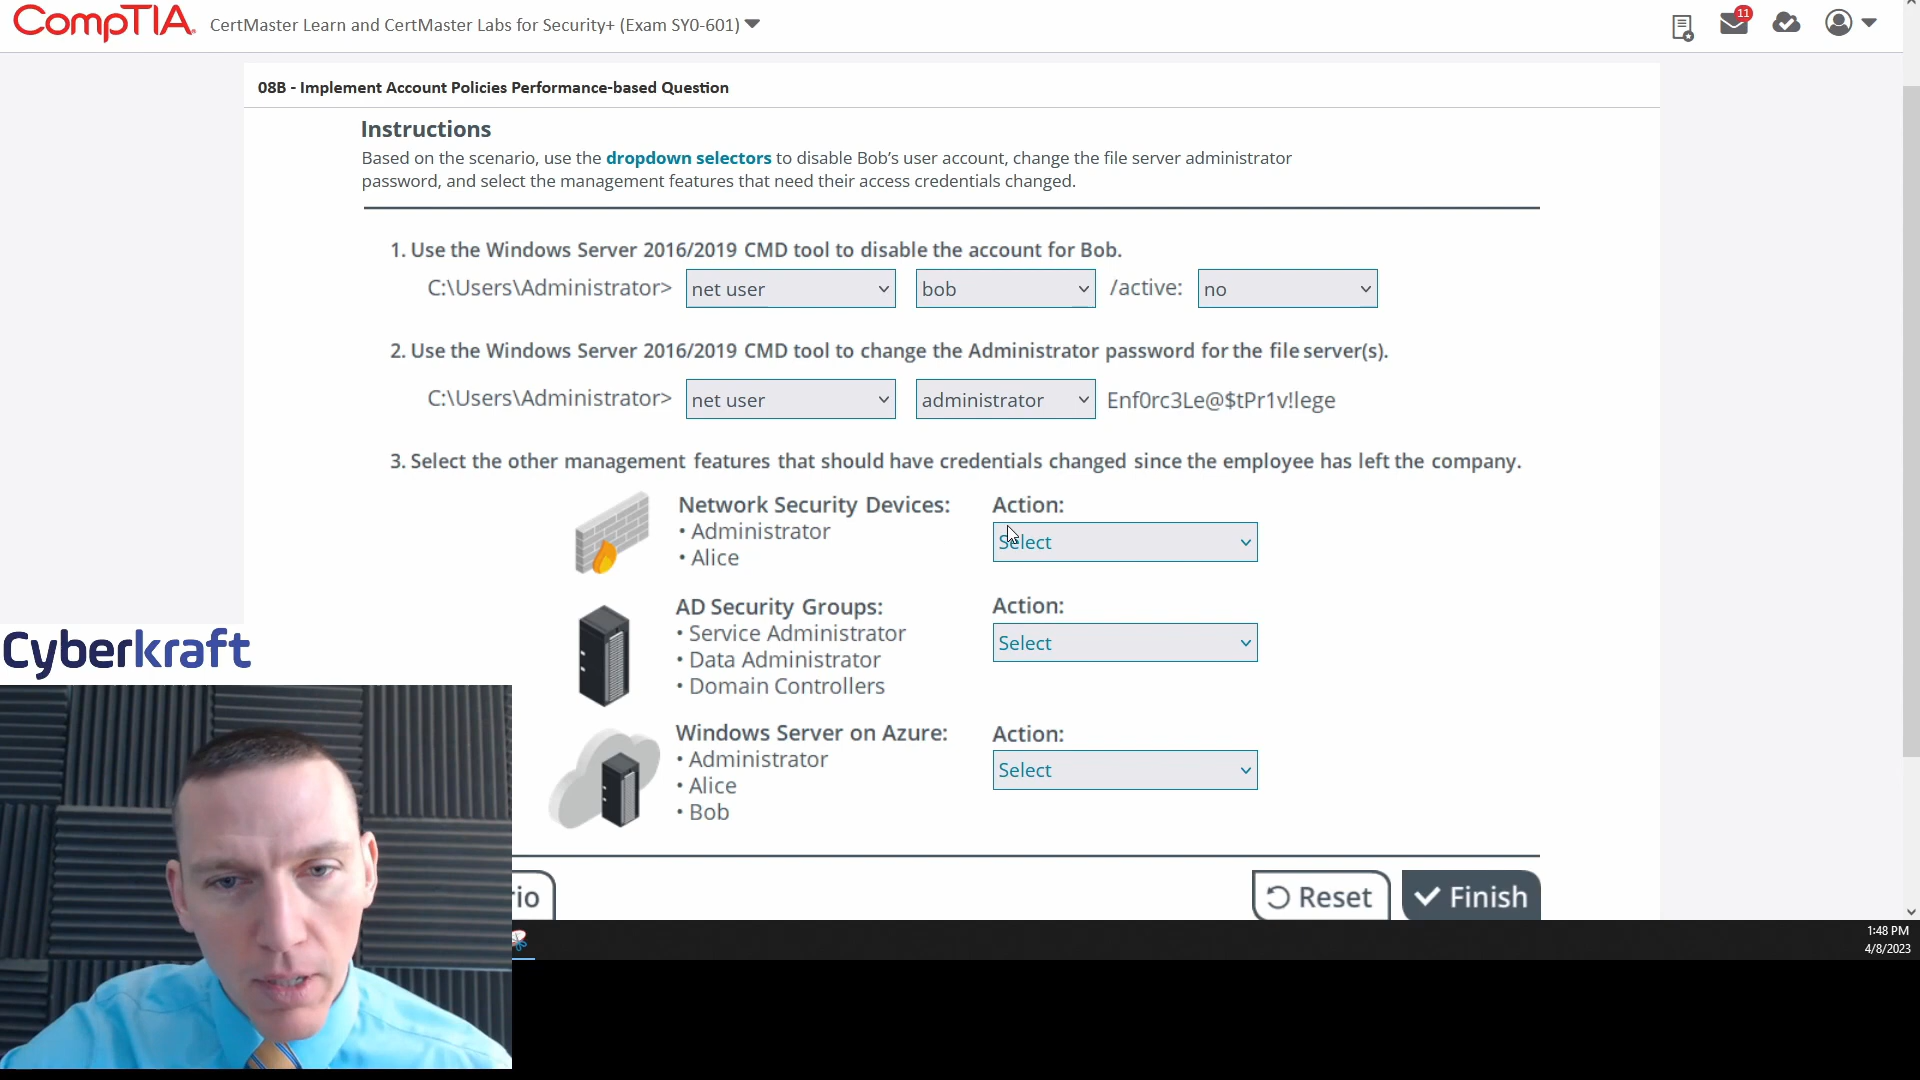 CompTIA.
CertMaster Learn and CertMaster Labs for Security+ (Exam SY0-601)
11
08B - Implement Account Policies Performance-based Question
Instructions
Based on the scenario, use the dropdown selectors to disable Bob's user account, change the file server administrator
password, and select the management features that need their access credentials changed.
1. Use the Windows Server 2016/2019 CMD tool to disable the account for Bob.
C:\Users\Administrator> net user bob /active: no
2. Use the Windows Server 2016/2019 CMD tool to change the Administrator password for the file server(s).
C:\Users\Administrator> net user administrator Enf0rc3Le@$tPr1v!lege
3. Select the other management features that should have credentials changed since the employee has left the company.
Network Security Devices: Action:
• Administrator Select
• Alice
AD Security Groups: Action:
• Service Administrator Select
• Data Administrator
• Domain Controllers
Windows Server on Azure: Action:
• Administrator Select
• Alice
• Bob
Cyberkraft
io Reset Finish
1:48 PM
4/8/2023